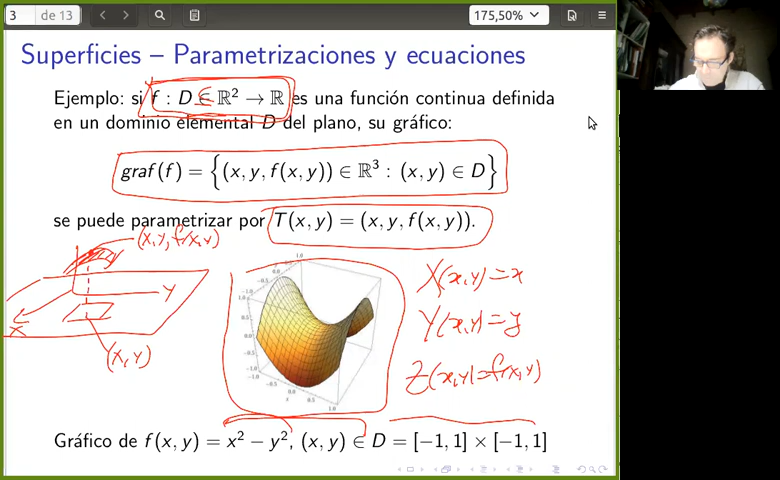 3
de 13
175,50%
Superficies – Parametrizaciones y ecuaciones
Ejemplo: si f : D ∈ ℝ² → ℝ es una función continua definida
en un dominio elemental D del plano, su gráfico:
graf(f) = {(x, y, f(x, y)) ∈ ℝ³ : (x, y) ∈ D}
se puede parametrizar por T(x, y) = (x, y, f(x, y)).
(x, y, f(x, y))
y
x
(x, y)
X(x, y) = x
Y(x, y) = y
Z(x, y) = f(x, y)
Gráfico de f(x, y) = x² − y², (x, y) ∈ D = [−1, 1] × [−1, 1]